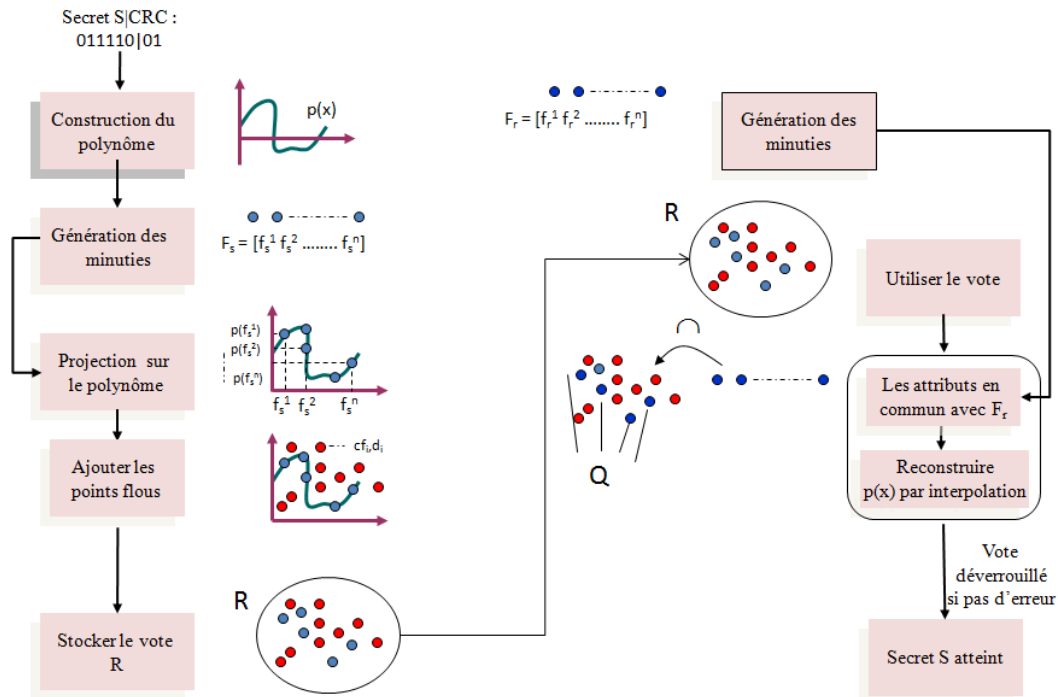 Secret S|CRC :
011110|01
Construction du
polynôme
p(x)
Génération des
minuties
Fₛ = [fₛ¹ fₛ² ........ fₛⁿ]
Projection sur
le polynôme
p(fₛ¹)
p(fₛ²)
p(fₛⁿ)
fₛ¹ fₛ² fₛⁿ
Ajouter les
points flous
cfᵢ,dᵢ
Stocker le vote
R
R
Fᵣ = [fᵣ¹ fᵣ² ........ fᵣⁿ]
Génération des
minuties
R
∩
Q
Utiliser le vote
Les attributs en
commun avec Fᵣ
Reconstruire
p(x) par interpolation
Vote
déverrouillé
si pas d’erreur
Secret S atteint